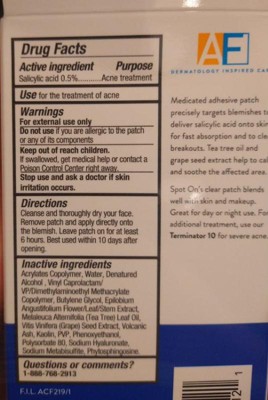 Drug Facts
Active ingredient Purpose
Salicylic acid 0.5%..........Acne treatment
Use for the treatment of acne
Warnings
For external use only
Do not use if you are allergic to the patch
or any of its components
Keep out of reach children.
If swallowed, get medical help or contact a
Poison Control Center right away.
Stop use and ask a doctor if skin
irritation occurs.
Directions
Cleanse and thoroughly dry your face.
Remove patch and apply directly onto
the blemish. Leave patch on for at least
6 hours. Best used within 10 days after
opening.
Inactive ingredients
Acrylates Copolymer, Water, Denatured
Alcohol , Vinyl Caprolactam/
VP/Dimethylaminoethyl Methacrylate
Copolymer, Butylene Glycol, Epilobium
Angustifolium Flower/Leaf/Stem Extract,
Melaleuca Alternifolia (Tea Tree) Leaf Oil,
Vitis Vinifera (Grape) Seed Extract, Volcanic
Ash, Kaolin, PVP, Phenoxyethanol,
Polysorbate 80, Sodium Hyaluronate,
Sodium Metabisulfite, Phytosphingosine
Questions or comments?
1-866-768-2913
F.I.L. ACF219/1
AF
DERMATOLOGY INSPIRED
Medicated adhesive patch
precisely targets blemishes
deliver salicylic acid onto
for fast absorption and to
breakouts. Tea tree oil and
grape seed extract help to
and soothe the affected area.
Spot On's clear patch blends
well with skin and makeup.
Great for day or night use. For
additional treatment, use our
Terminator 10 for severe acne.